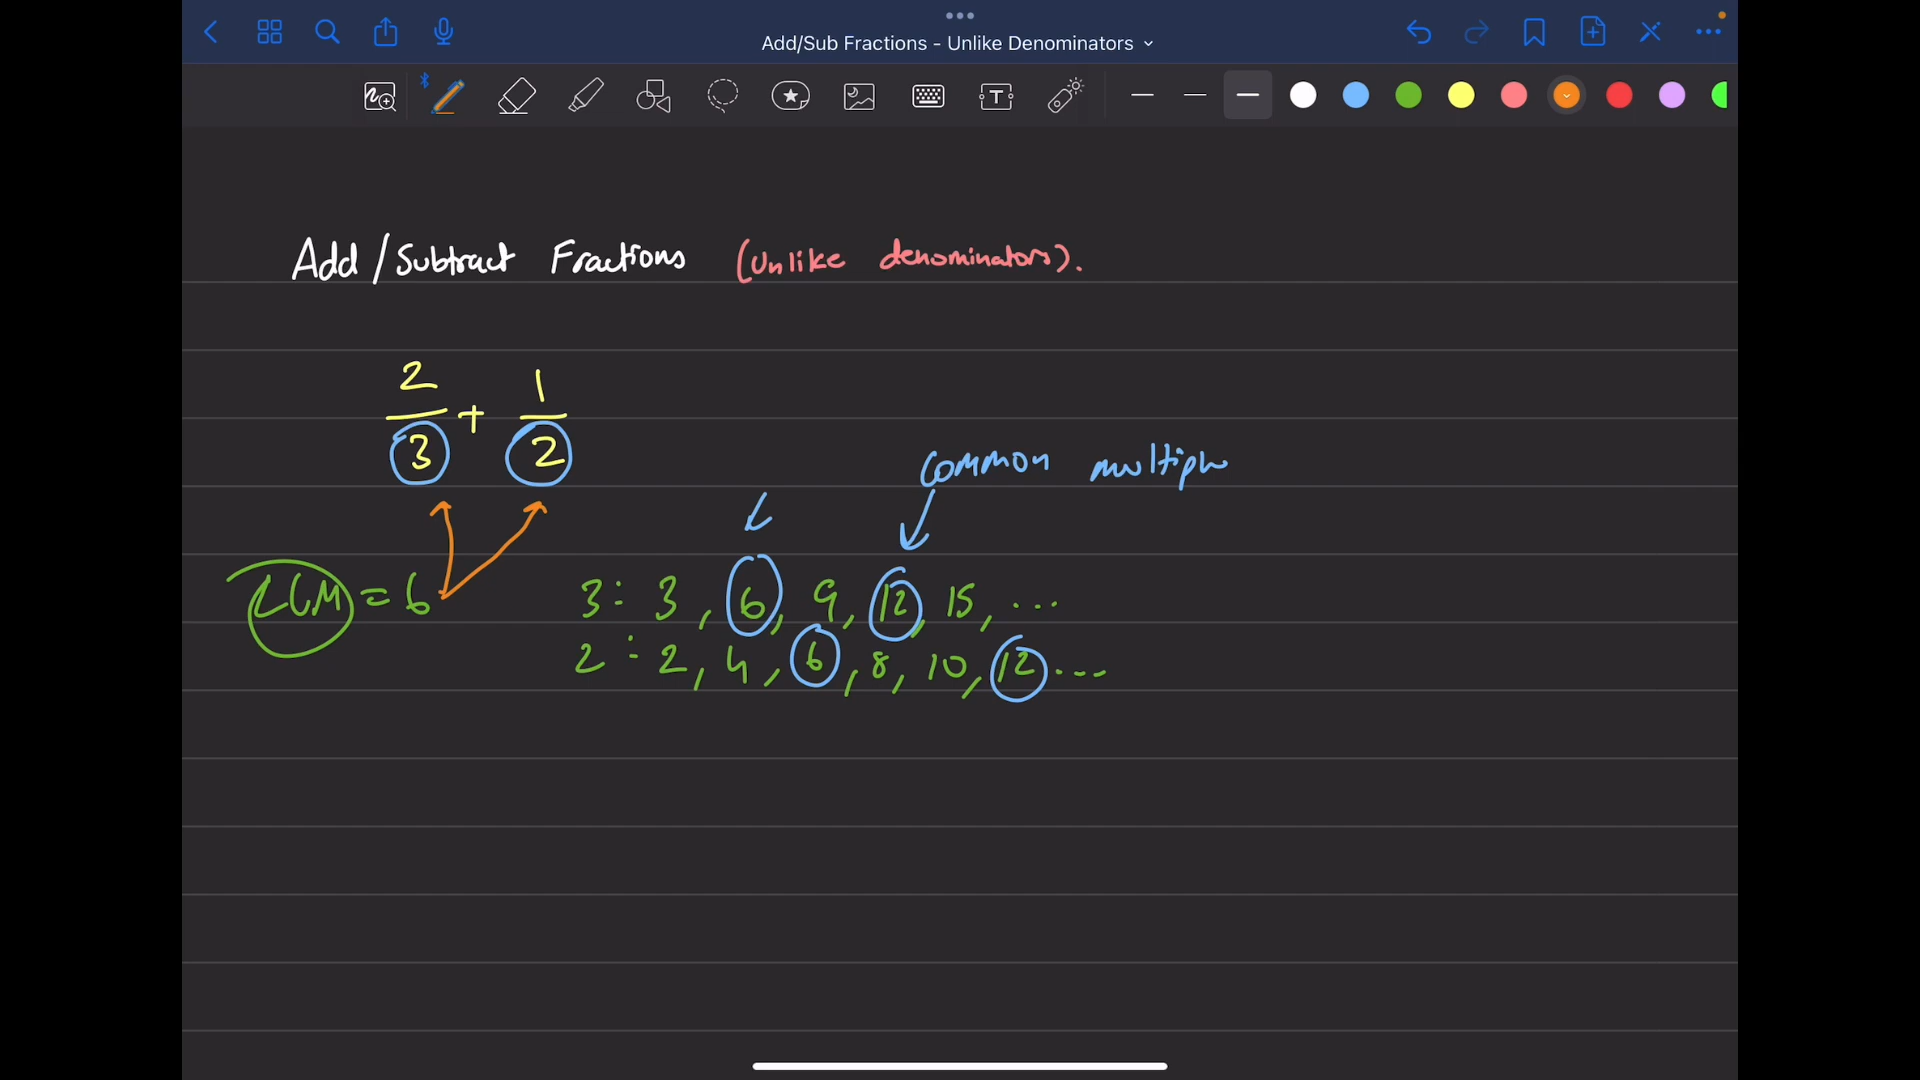 Add/Sub Fractions - Unlike Denominators
T
Add/Subtract Fractions (Unlike denominators).
2/3 + 1/2
common multiple
LCM = 6
3: 3, 6, 9, 12, 15, ...
2: 2, 4, 6, 8, 10, 12 ...